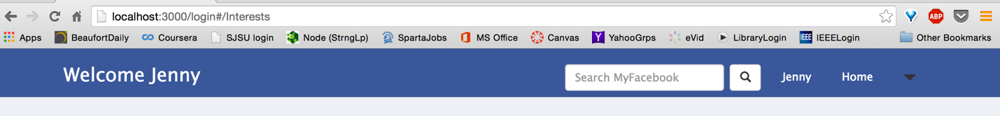 localhost:3000/login#/Interests
Apps BeaufortDaily Coursera SJSU login Node (StrngLp) SpartaJobs MS Office Canvas YahooGrps eVid LibraryLogin IEEELogin Other Bookmarks
Welcome Jenny Search MyFacebook Jenny Home